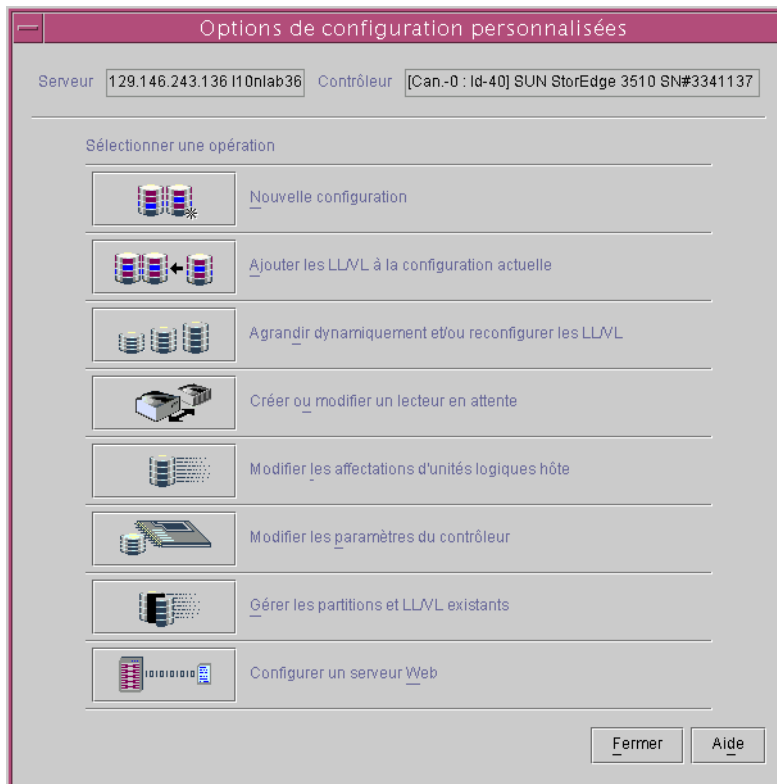 Options de configuration personnalisées
Serveur 129.146.243.136 l10nlab36 Contrôleur [Can.-0 : Id-40] SUN StorEdge 3510 SN#3341137
Sélectionner une opération
Nouvelle configuration
Ajouter les LL/VL à la configuration actuelle
Agrandir dynamiquement et/ou reconfigurer les LL/VL
Créer ou modifier un lecteur en attente
Modifier les affectations d'unités logiques hôte
Modifier les paramètres du contrôleur
Gérer les partitions et LL/VL existants
1010101010
Configurer un serveur Web
Fermer Aide